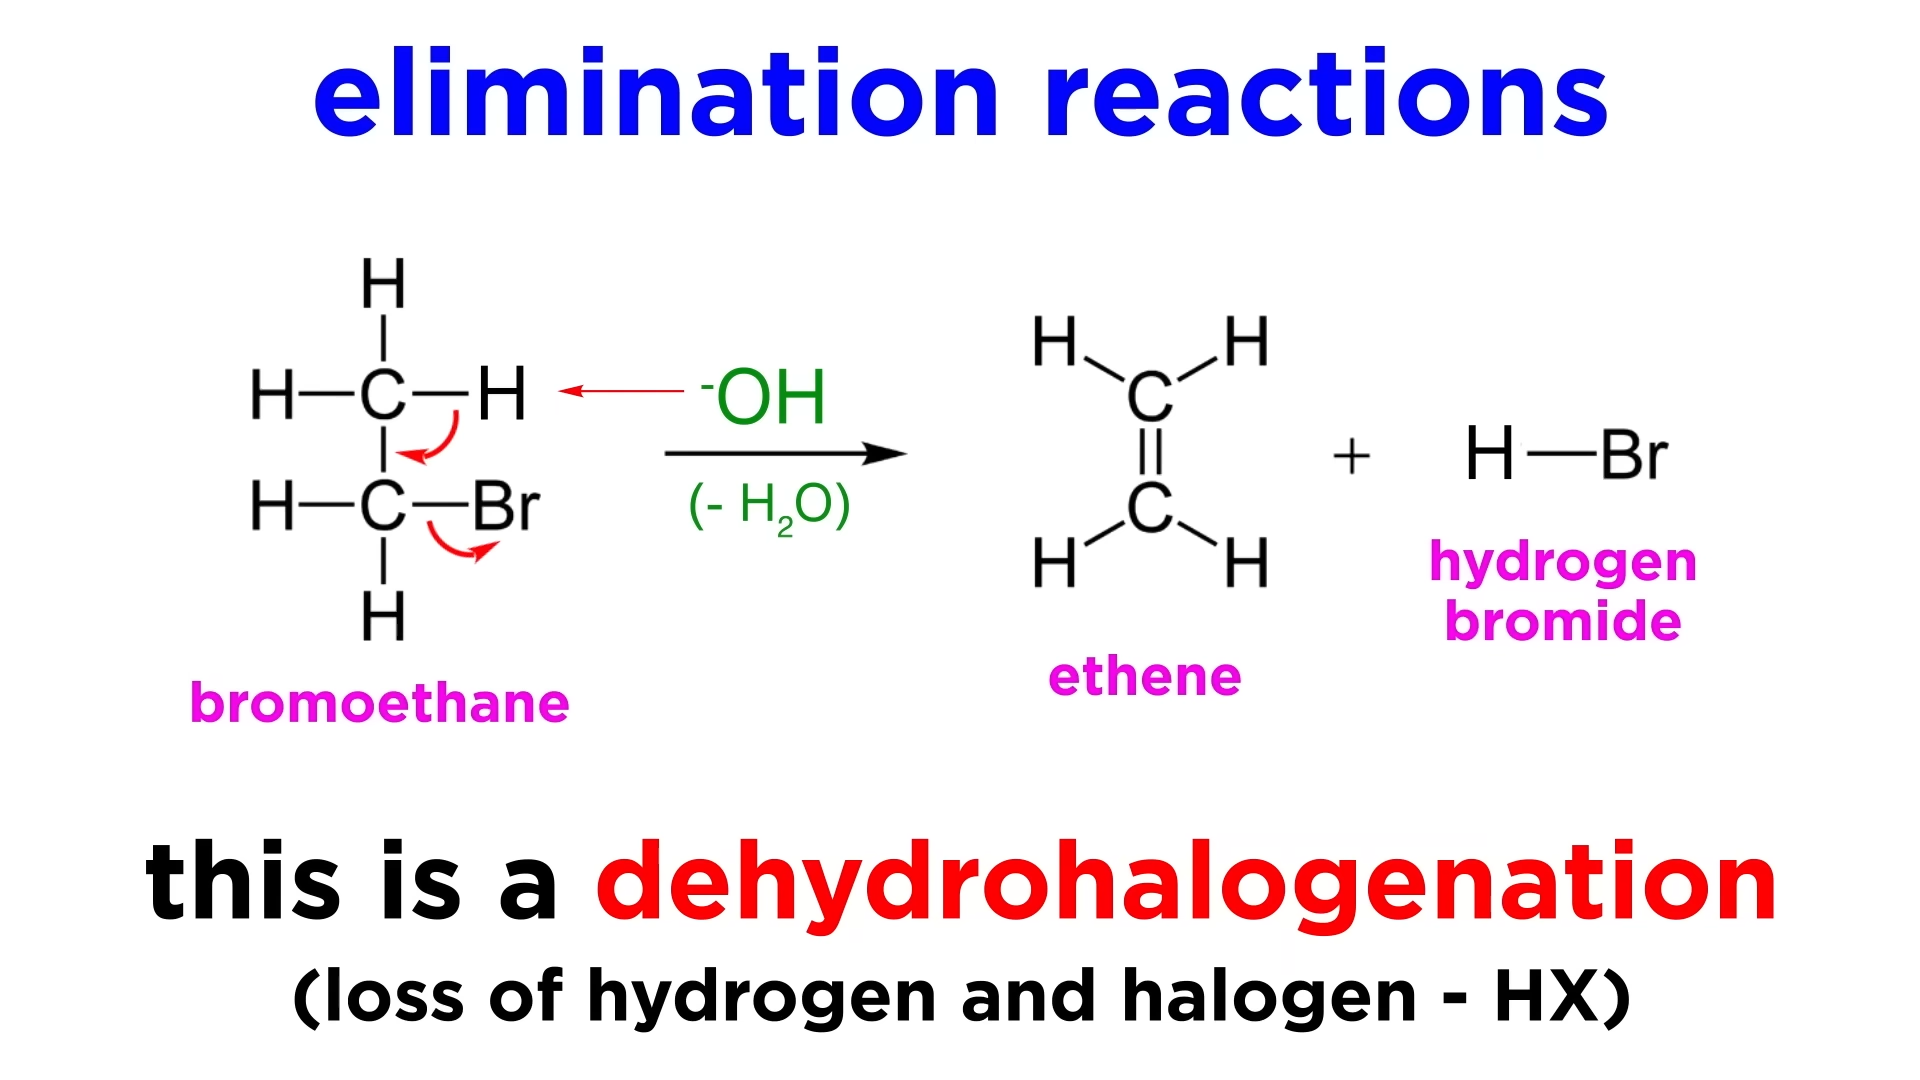 elimination reactions
H
H—C—H
⁻OH
H—C—Br
(- H₂O)
H
bromoethane
H H
C
C
H H
ethene
+
H—Br
hydrogen
bromide
this is a dehydrohalogenation
(loss of hydrogen and halogen - HX)